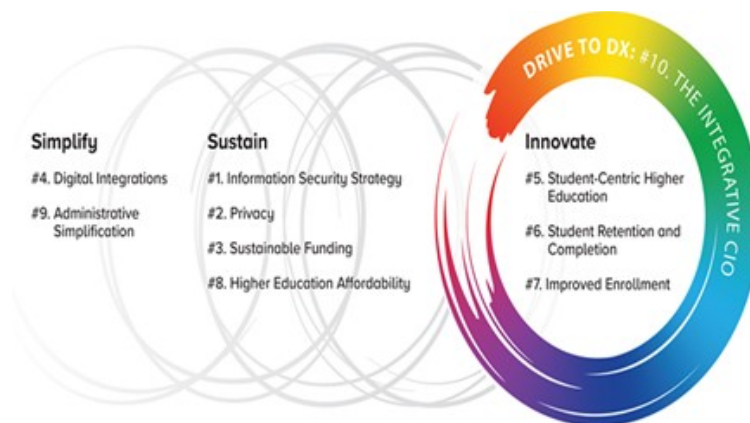 DRIVE TO DX: #10. THE INTEGRATIVE CIO
Simplify
#4. Digital Integrations
#9. Administrative
Simplification
Sustain
#1. Information Security Strategy
#2. Privacy
#3. Sustainable Funding
#8. Higher Education Affordability
Innovate
#5. Student-Centric Higher
Education
#6. Student Retention and
Completion
#7. Improved Enrollment